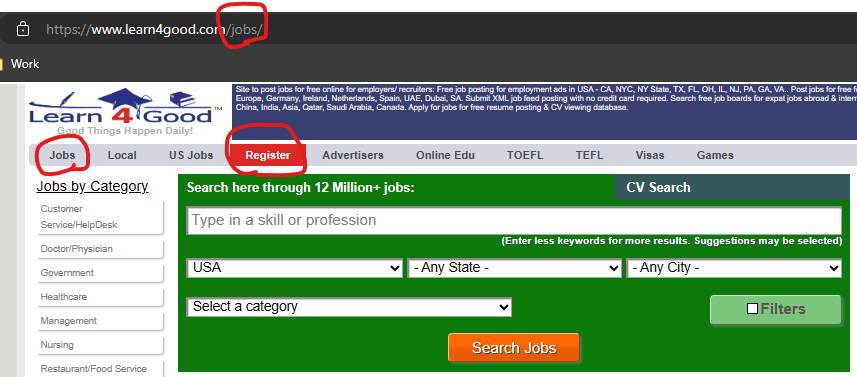 https://www.learn4good.com/jobs/
Work
Learn 4 Good™
Good Things Happen Daily!
Site to post jobs for free online for employers/ recruiters: Free job posting for employment ads in USA - CA, NYC, NY State, TX, FL, OH, IL, NJ, PA, GA, VA.. Post jobs for free f
Europe, Germany, Ireland, Netherlands, Spain, UAE, Dubai, SA. Submit XML job feed posting with no credit card required. Search free job boards for expat jobs abroad & intern
China, India, Asia, Qatar, Saudi Arabia, Canada. Apply for jobs for free resume posting & CV viewing database.
Jobs Local US Jobs Register Advertisers Online Edu TOEFL TEFL Visas Games
Jobs by Category
Customer
Service/HelpDesk
Doctor/Physician
Government
Healthcare
Management
Nursing
Restaurant/Food Service
Search here through 12 Million+ jobs: CV Search
Type in a skill or profession
(Enter less keywords for more results. Suggestions may be selected)
USA - Any State - - Any City -
Select a category Filters
Search Jobs